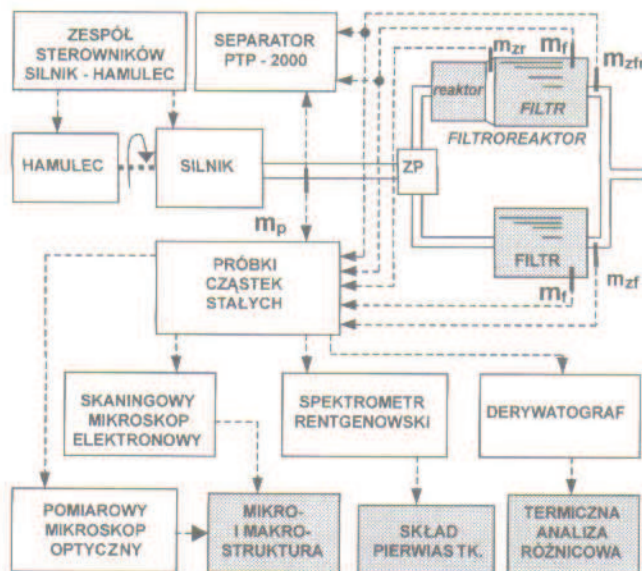 ZESPÓŁ
STEROWNIKÓW
SILNIK - HAMULEC
SEPARATOR
PTP - 2000
mzr
mf
mzfr
reaktor
FILTR
FILTROREAKTOR
HAMULEC
SILNIK
ZP
mp
PRÓBKI
CZĄSTEK
STAŁYCH
FILTR
mf
mzf
SKANINGOWY
MIKROSKOP
ELEKTRONOWY
SPEKTROMETR
RENTGENOWSKI
DERYWATOGRAF
POMIAROWY
MIKROSKOP
OPTYCZNY
MIKRO-
I MAKRO-
STRUKTURA
SKŁAD
PIERWIAS TK.
TERMICZNA
ANALIZA
RÓŻNICOWA